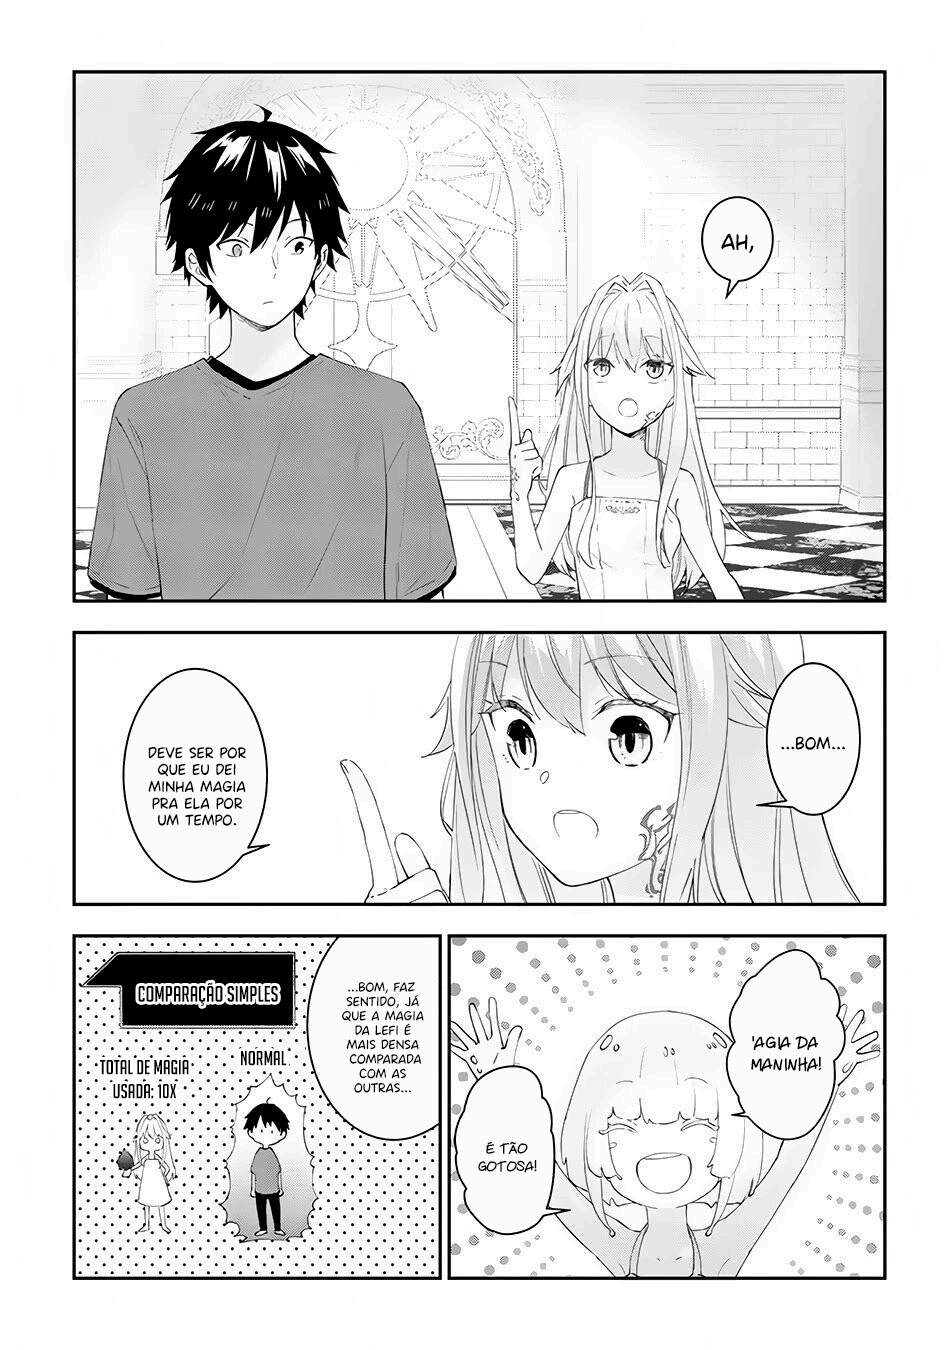 AH,
...BOM...
DEVE SER POR
QUE EU DEI
MINHA MAGIA
PRA ELA POR
UM TEMPO.
'AGIA DA
MANINHA!
É TÃO
GOTOSA!
...BOM, FAZ
SENTIDO, JÁ
QUE A MAGIA
DA LEFI É
MAIS DENSA
COMPARADA
COM AS
OUTRAS...
COMPARAÇÃO SIMPLES
NORMAL
TOTAL DE MAGIA
USADA: 10X